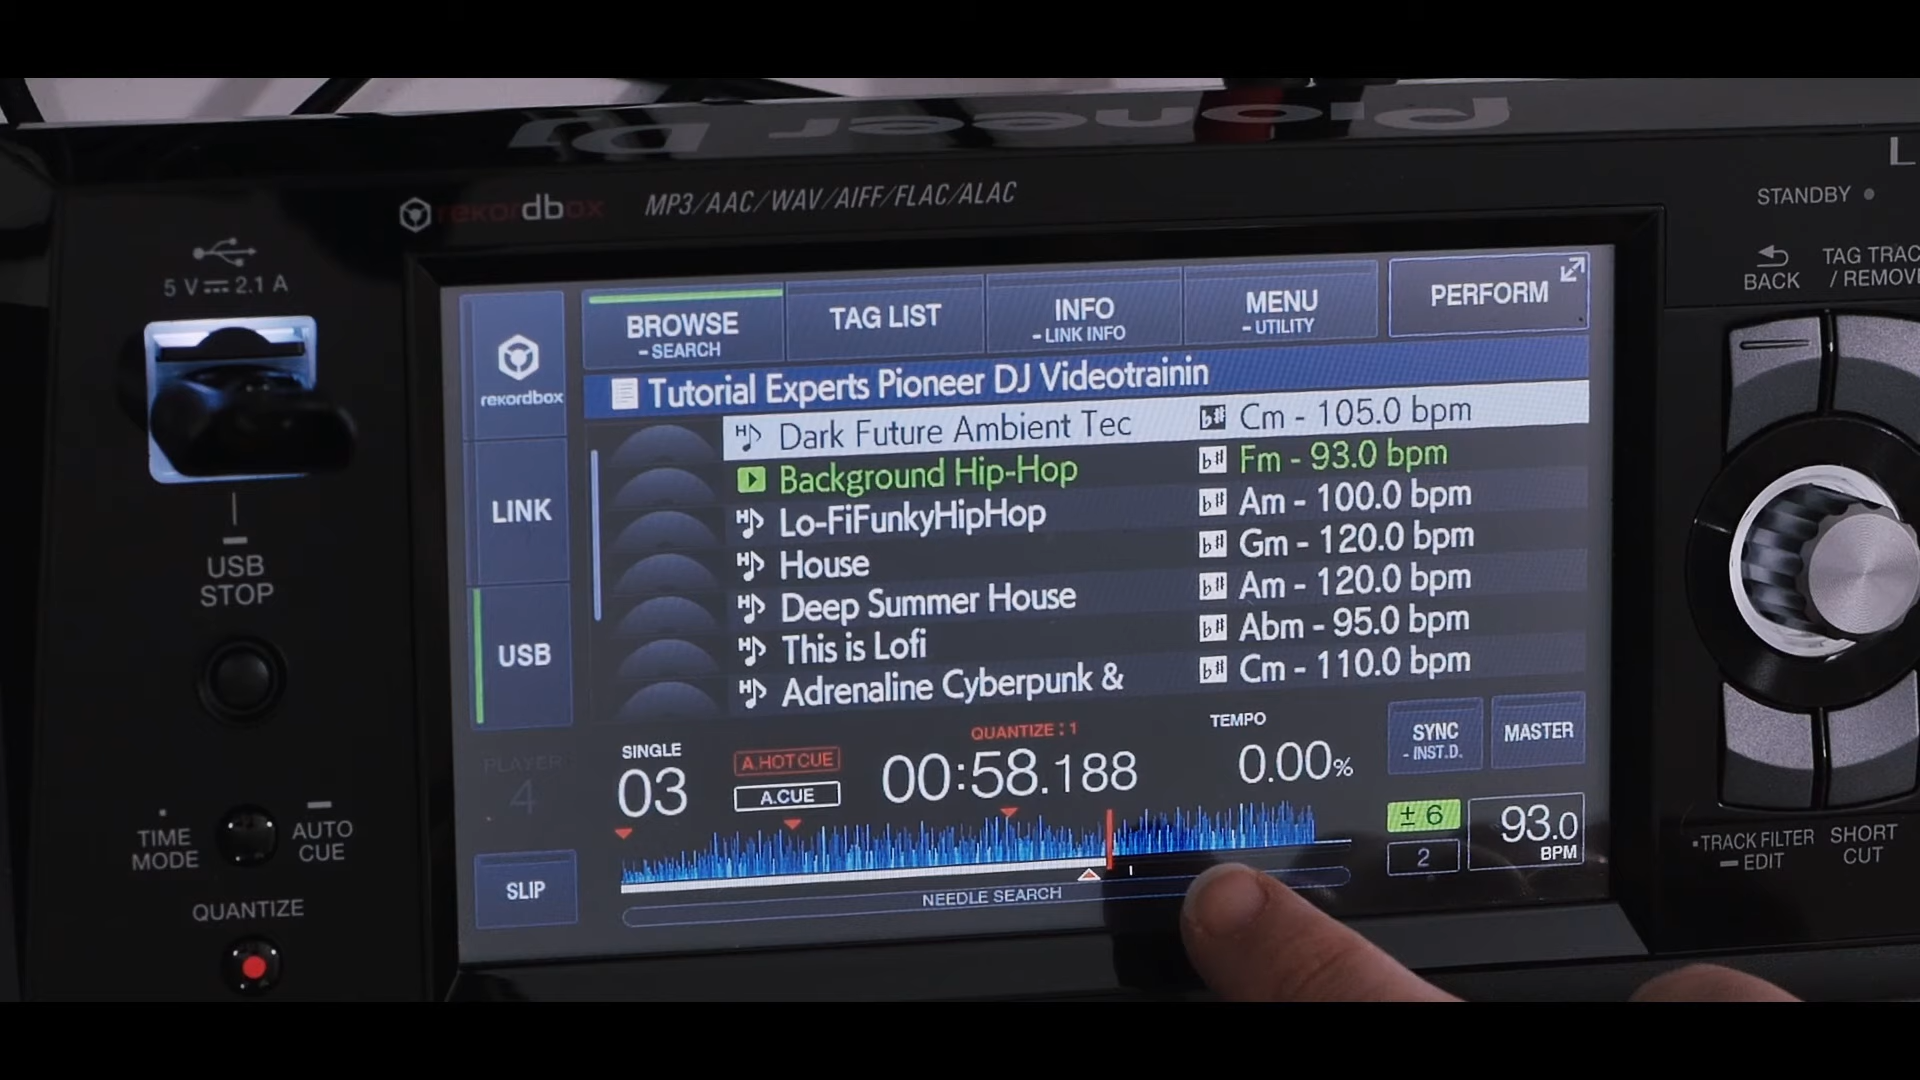 Pioneer DJ
rekordbox
MP3/AAC/WAV/AIFF/FLAC/ALAC
L
STANDBY
5 V 2.1 A
BACK
TAG TRAC
/ REMOVE
rekordbox
BROWSE
- SEARCH
TAG LIST
INFO
- LINK INFO
MENU
- UTILITY
PERFORM
Tutorial Experts Pioneer DJ Videotrainin
Dark Future Ambient Tec Cm - 105.0 bpm
Background Hip-Hop Fm - 93.0 bpm
Lo-FiFunkyHipHop Am - 100.0 bpm
House Gm - 120.0 bpm
Deep Summer House Am - 120.0 bpm
This is Lofi Abm - 95.0 bpm
Adrenaline Cyberpunk & Cm - 110.0 bpm
LINK
USB
USB
STOP
PLAYER
4
SINGLE
03
A.HOT CUE
A.CUE
QUANTIZE : 1
00:58.188
TEMPO
0.00%
SYNC
- INST.D.
MASTER
± 6
2
93.0
BPM
NEEDLE SEARCH
SLIP
TIME
MODE
AUTO
CUE
QUANTIZE
TRACK FILTER
EDIT
SHORT
CUT